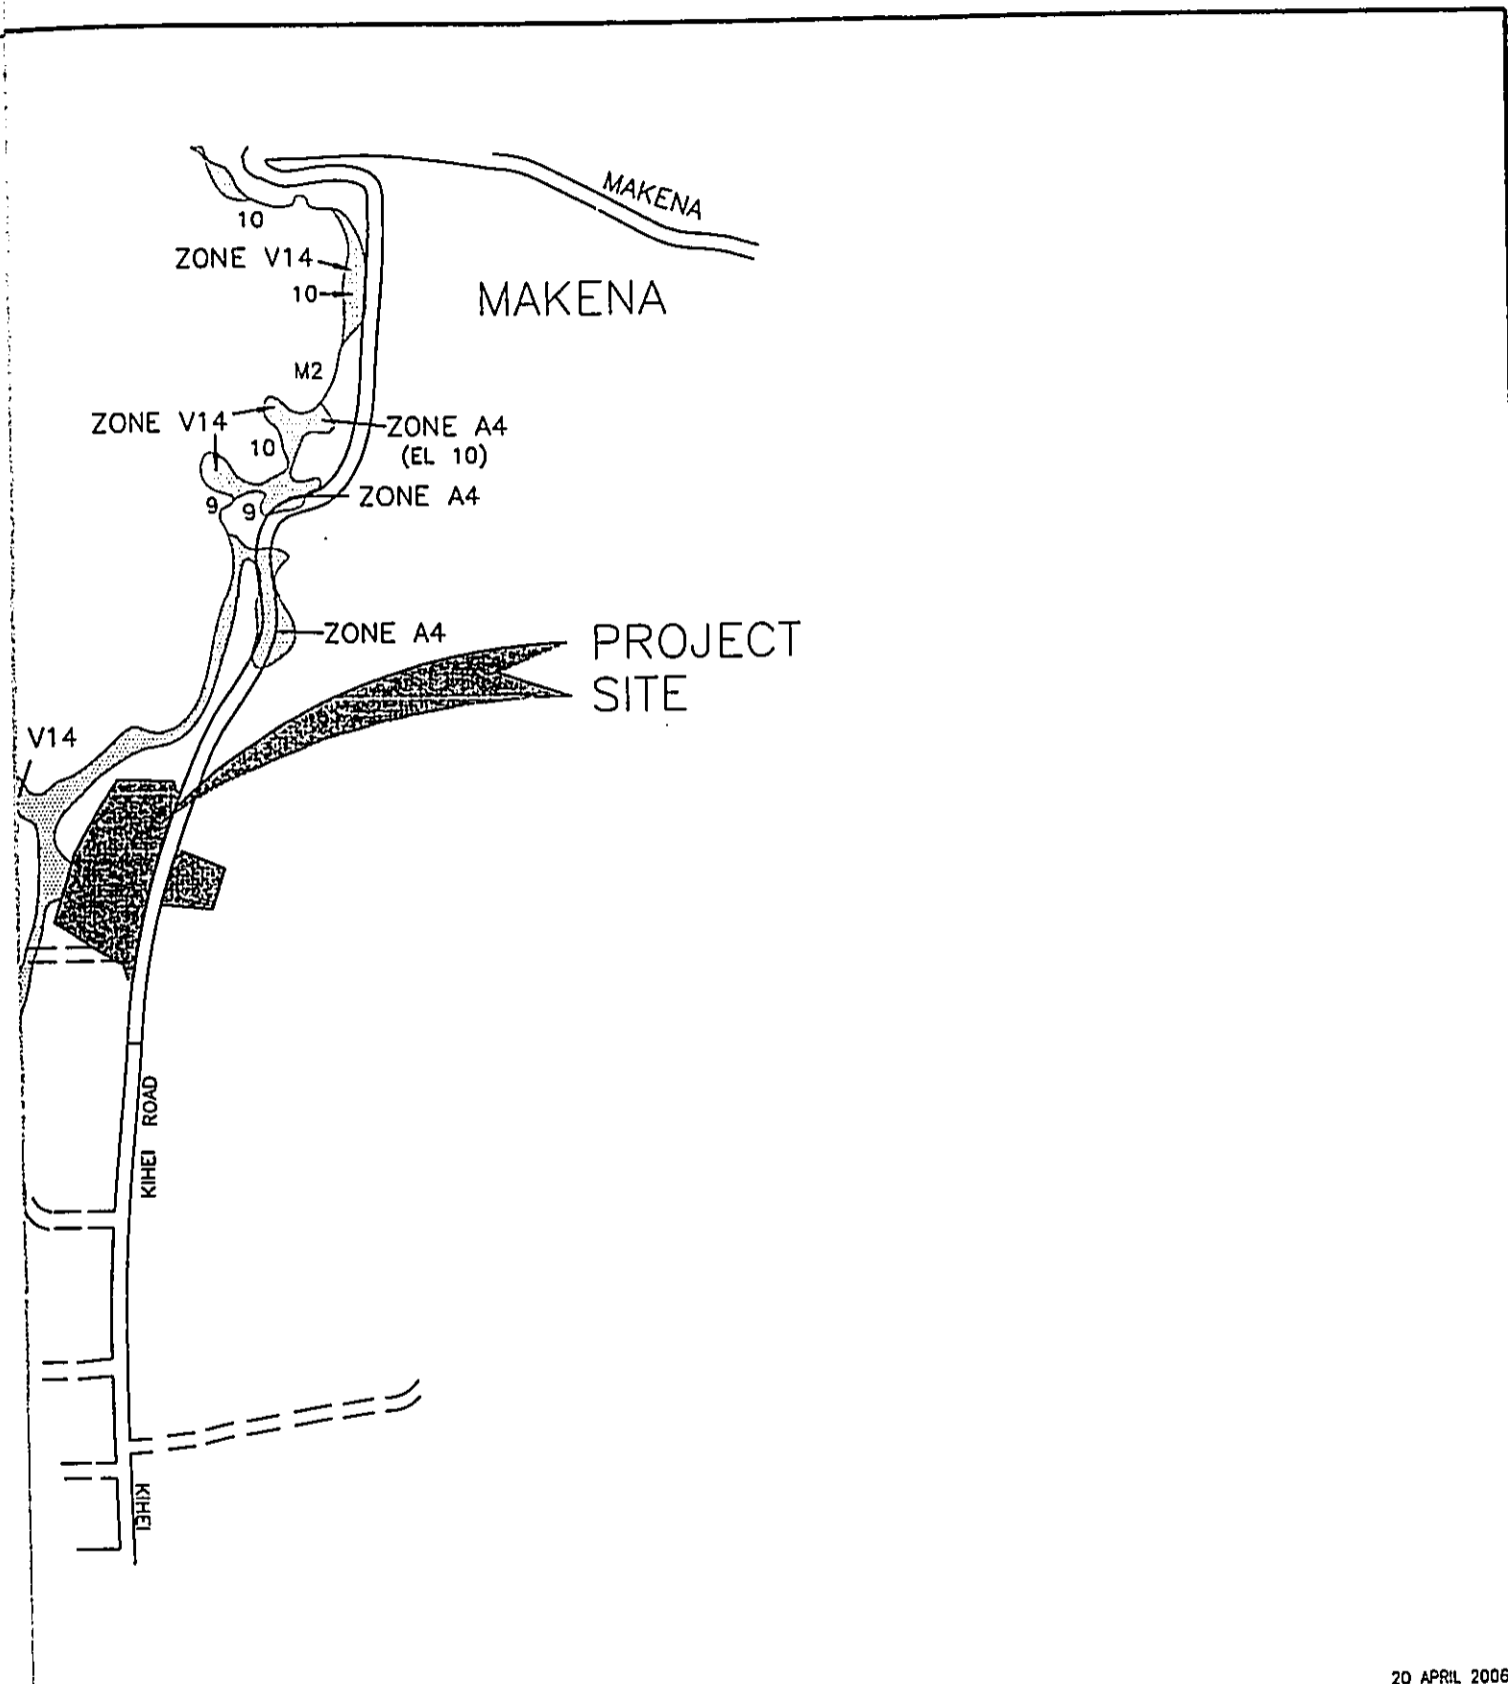 MAKENA
10
ZONE V14
10
MAKENA
M2
ZONE V14
ZONE A4
(EL 10)
10
ZONE A4
9
9
ZONE A4
PROJECT
SITE
V14
KIHEI ROAD
KIHEI
20 APRIL 2006